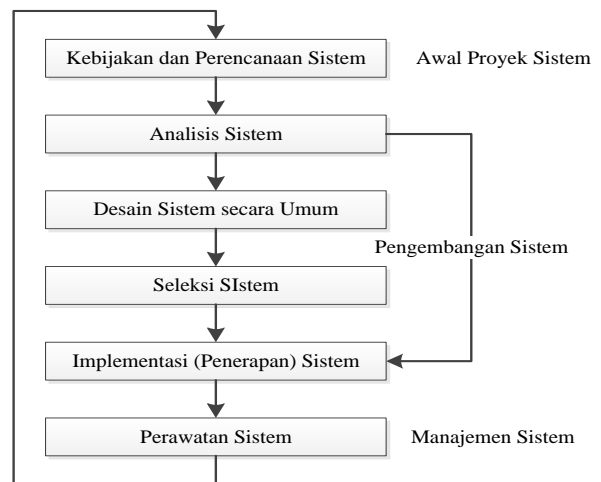 Kebijakan dan Perencanaan Sistem
Awal Proyek Sistem
Analisis Sistem
Desain Sistem secara Umum
Pengembangan Sistem
Seleksi SIstem
Implementasi (Penerapan) Sistem
Perawatan Sistem
Manajemen Sistem